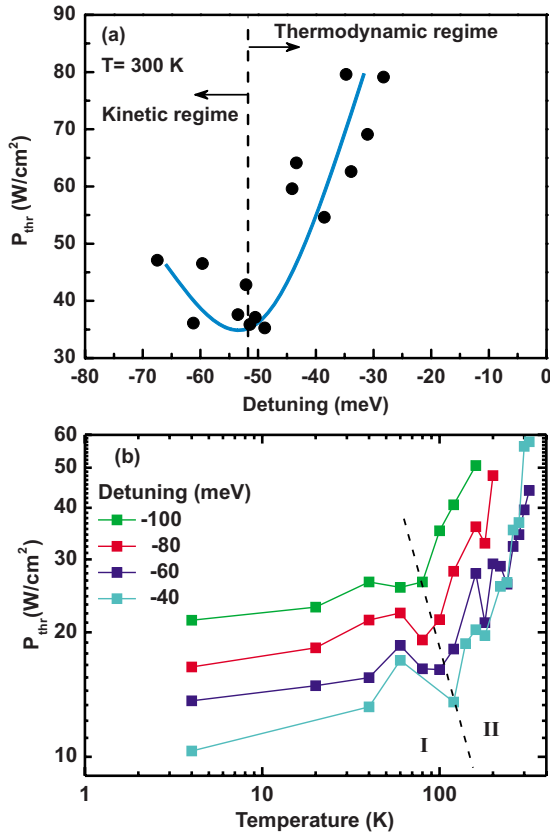 (a)
Thermodynamic regime
T= 300 K
Kinetic regime
P_thr (W/cm²)
90
80
70
60
50
40
30
-80 -70 -60 -50 -40 -30 -20 -10 0
Detuning (meV)
(b)
Detuning (meV)
-100
-80
-60
-40
P_thr(W/cm²)
60
50
40
30
20
10
I
II
1 10 100
Temperature (K)